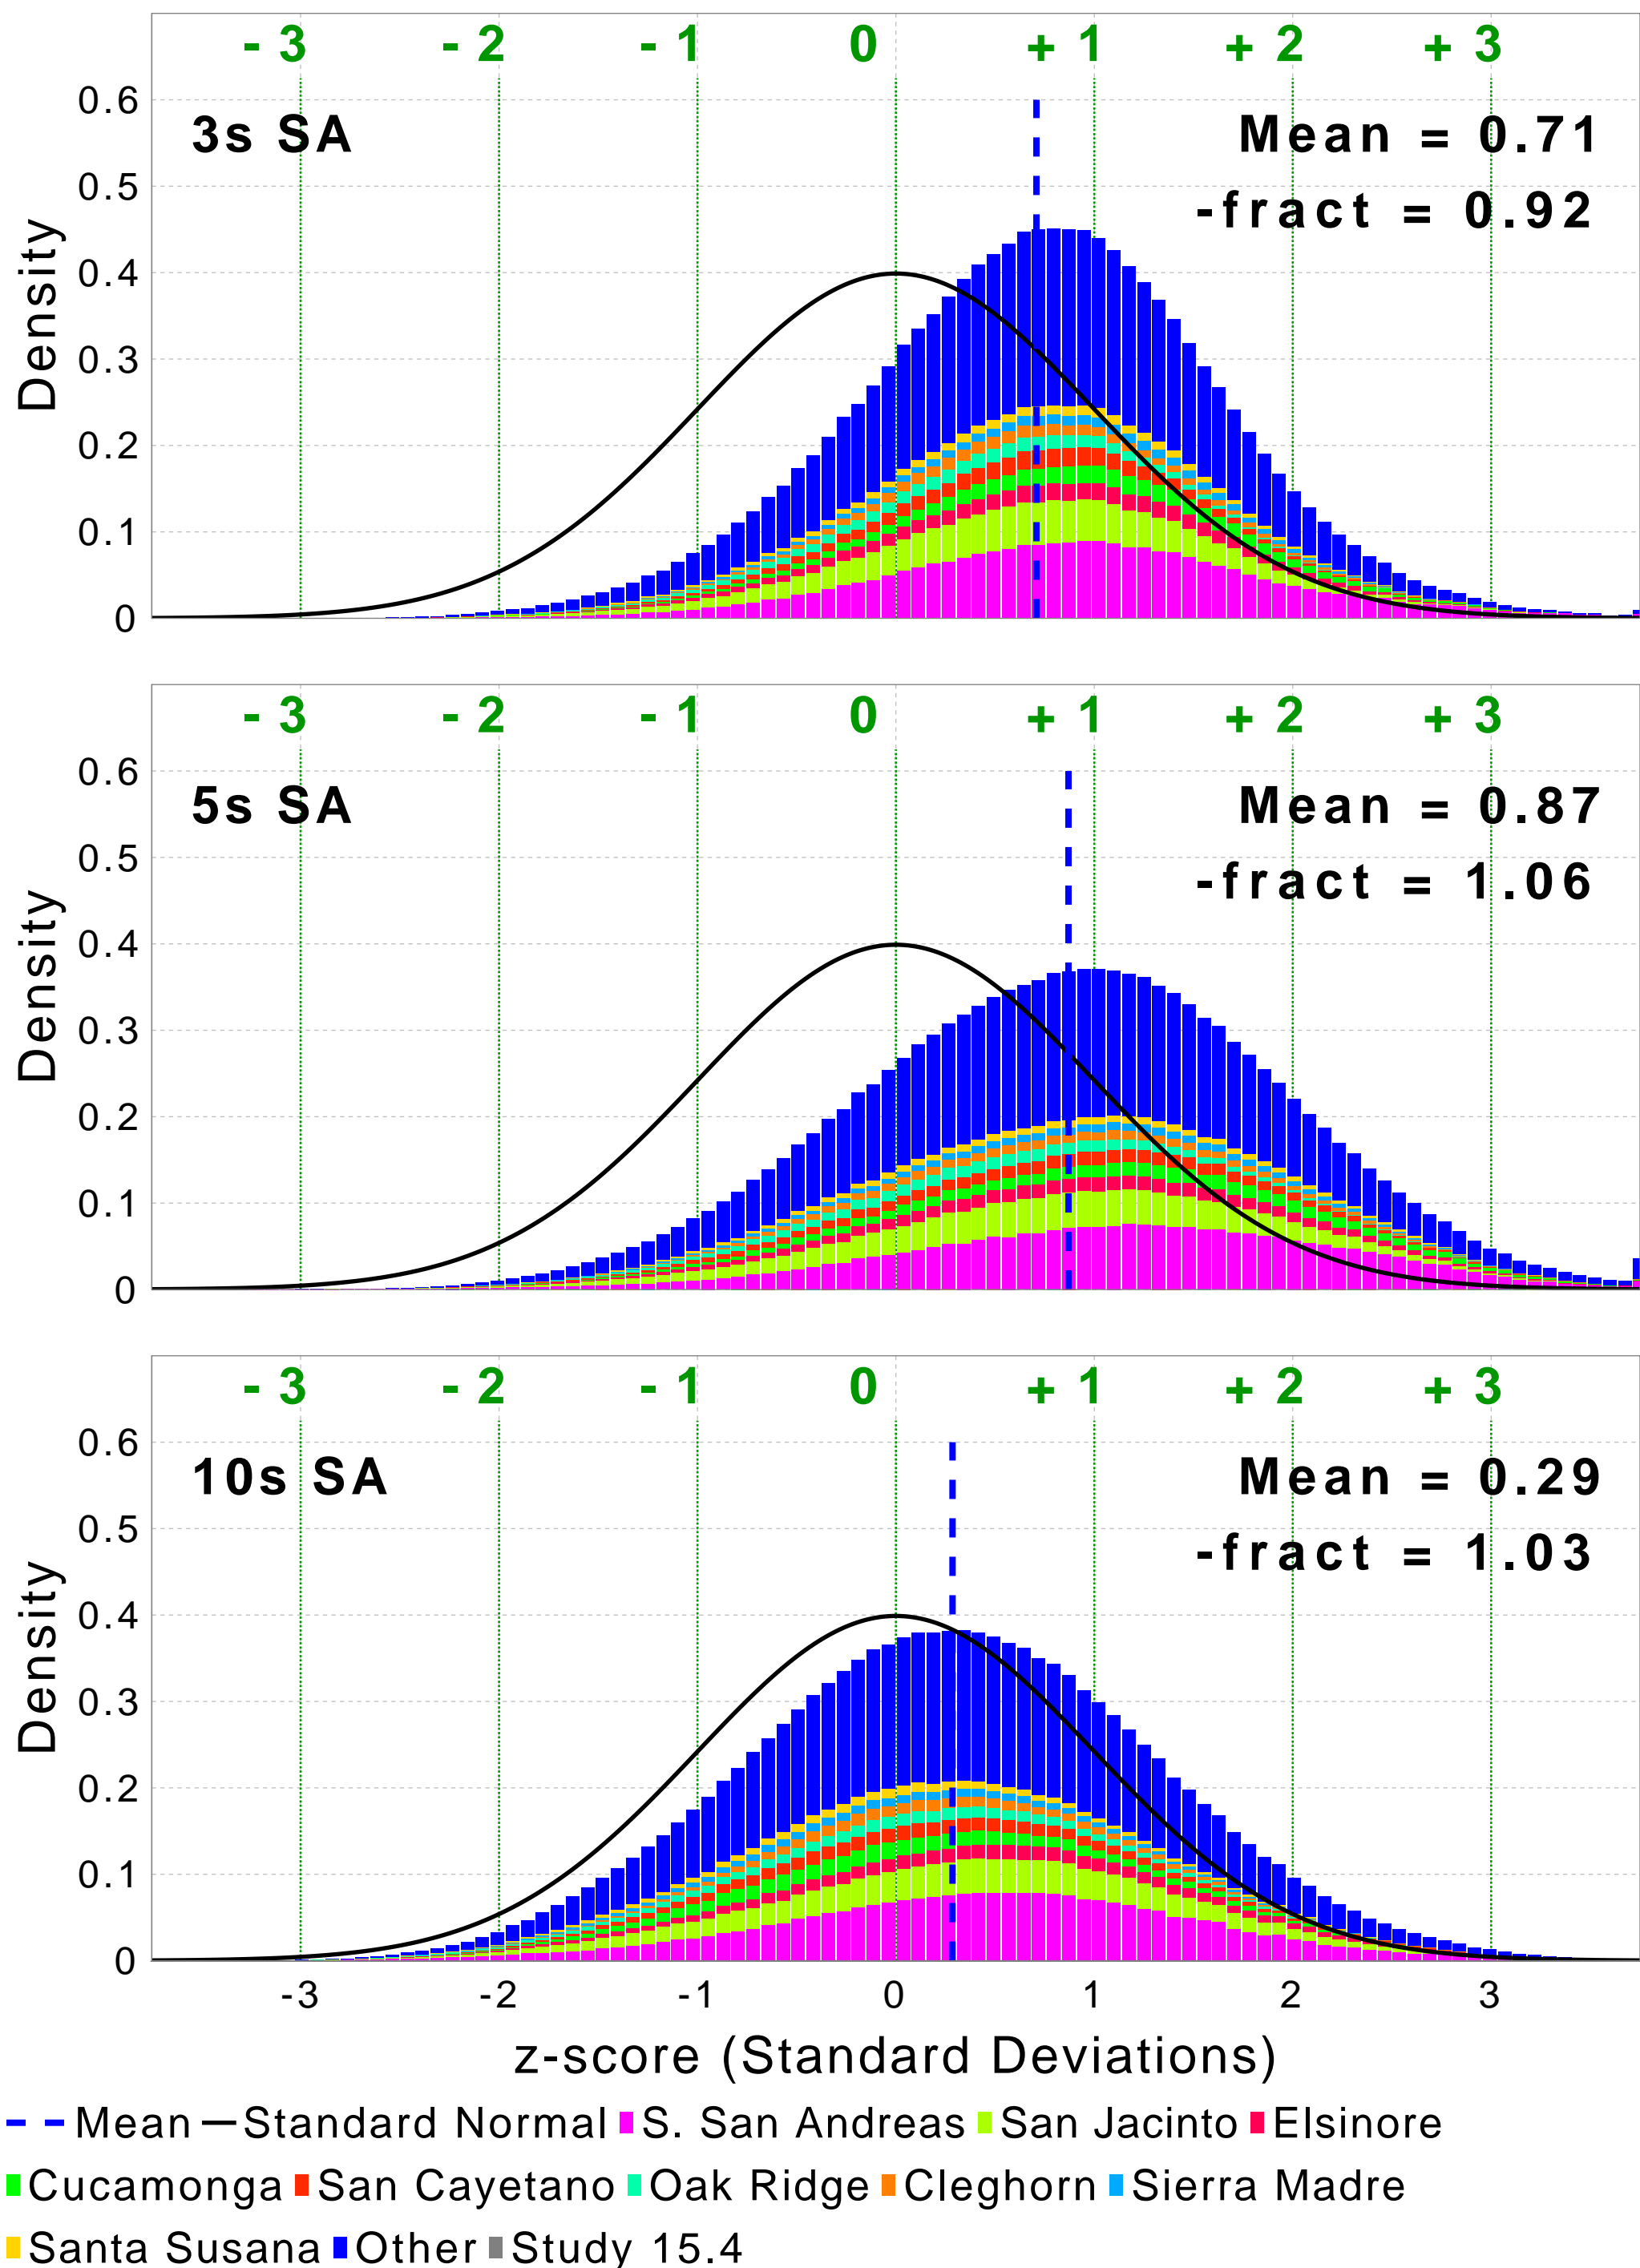 - 3 - 2 - 1 0 + 1 + 2 + 3
0.6
3s SA Mean = 0.71
0.5
-fract = 0.92
0.4
Density
0.3
0.2
0.1
0
- 3 - 2 - 1 0 + 1 + 2 + 3
0.6
5s SA Mean = 0.87
0.5
-fract = 1.06
0.4
Density
0.3
0.2
0.1
0
- 3 - 2 - 1 0 + 1 + 2 + 3
0.6
10s SA Mean = 0.29
0.5
-fract = 1.03
0.4
Density
0.3
0.2
0.1
0
-3 -2 -1 0 1 2 3
z-score (Standard Deviations)
Mean Standard Normal S. San Andreas San Jacinto Elsinore
Cucamonga San Cayetano Oak Ridge Cleghorn Sierra Madre
Santa Susana Other Study 15.4